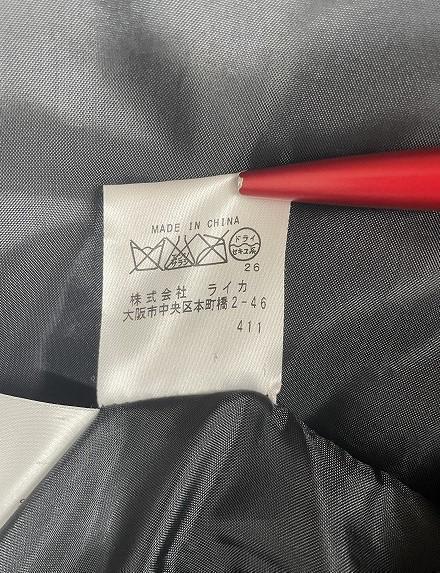 MADE IN CHINA
ドライ
セキユ系
26
株式会社 ライカ
大阪市中央区本町橋2-46
411